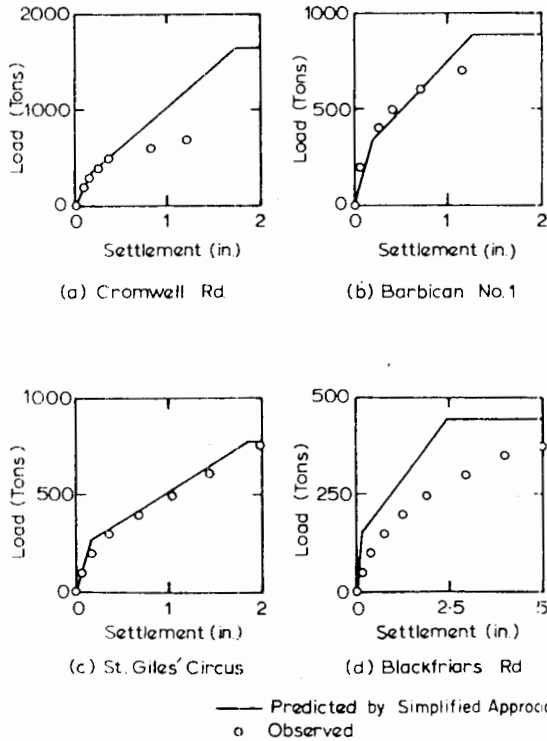 2000
1000
0
Load (Tons)
0
1
2
Settlement (in.)
(a) Cromwell Rd.
1000
500
0
Load (Tons)
0
1
2
Settlement (in.)
(b) Barbican No.1
1000
500
0
Load (Tons)
0
1
2
Settlement (in.)
(c) St. Giles' Circus
500
250
0
Load (Tons)
0
2·5
5
Settlement (in.)
(d) Blackfriars Rd
Predicted by Simplified Approac
Observed